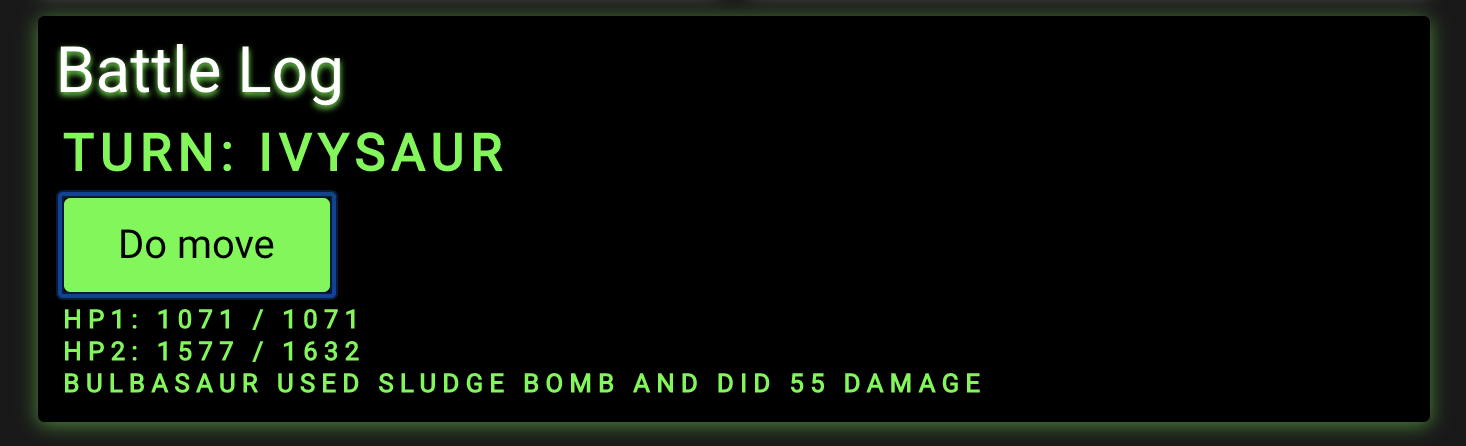 Battle Log
TURN: IVYSAUR
Do move
HP1: 1071 / 1071
HP2: 1577 / 1632
BULBASAUR USED SLUDGE BOMB AND DID 55 DAMAGE